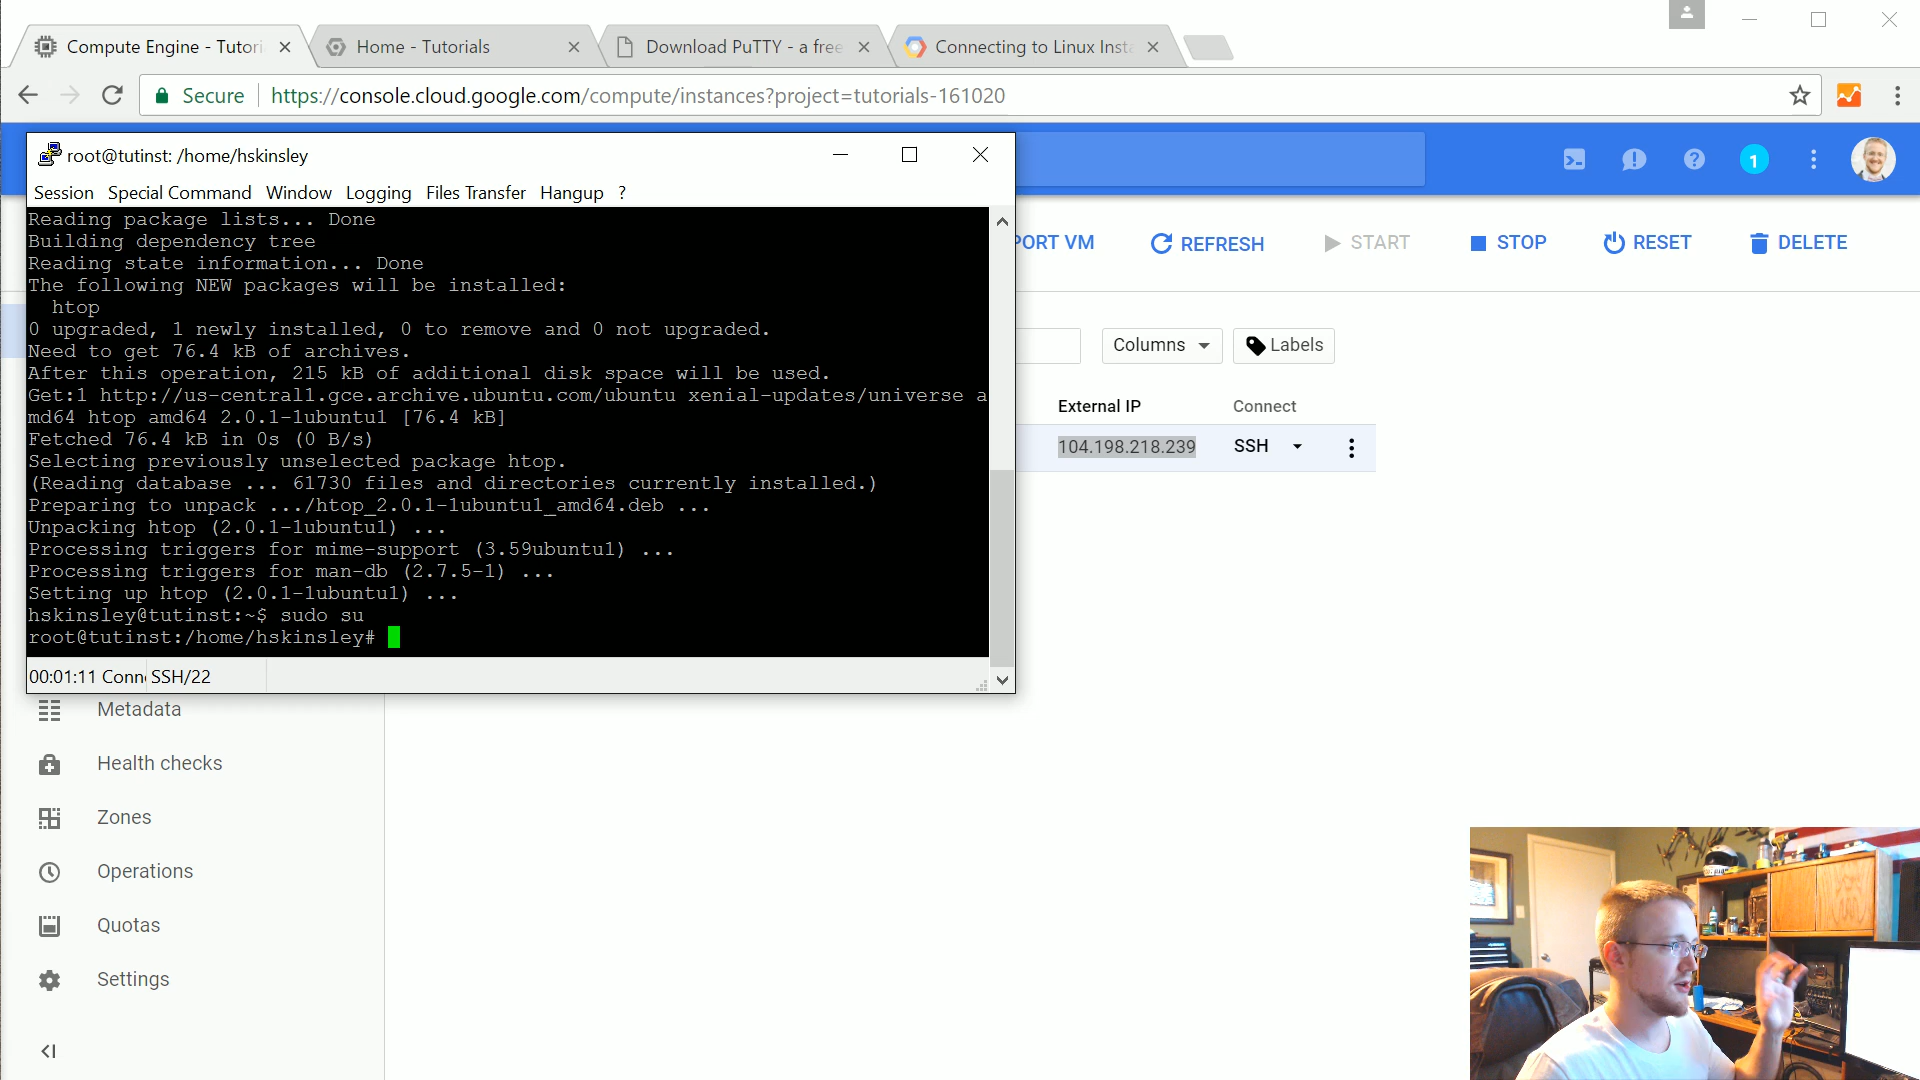 Compute Engine - Tutori
Home - Tutorials
Download PuTTY - a free
Connecting to Linux Insta
Secure
https://console.cloud.google.com/compute/instances?project=tutorials-161020
root@tutinst: /home/hskinsley
1
Session Special Command Window Logging Files Transfer Hangup ?
Reading package lists... Done
Building dependency tree
Reading state information... Done
The following NEW packages will be installed:
htop
0 upgraded, 1 newly installed, 0 to remove and 0 not upgraded.
Need to get 76.4 kB of archives.
After this operation, 215 kB of additional disk space will be used.
Get:1 http://us-central1.gce.archive.ubuntu.com/ubuntu xenial-updates/universe a
md64 htop amd64 2.0.1-1ubuntu1 [76.4 kB]
Fetched 76.4 kB in 0s (0 B/s)
Selecting previously unselected package htop.
(Reading database ... 61730 files and directories currently installed.)
Preparing to unpack .../htop_2.0.1-1ubuntu1_amd64.deb ...
Unpacking htop (2.0.1-1ubuntu1) ...
Processing triggers for mime-support (3.59ubuntu1) ...
Processing triggers for man-db (2.7.5-1) ...
Setting up htop (2.0.1-1ubuntu1) ...
hskinsley@tutinst:~$ sudo su
root@tutinst:/home/hskinsley#
00:01:11 Conn SSH/22
PORT VM
REFRESH
START
STOP
RESET
DELETE
Columns
Labels
External IP
Connect
104.198.218.239
SSH
Metadata
Health checks
Zones
Operations
Quotas
Settings